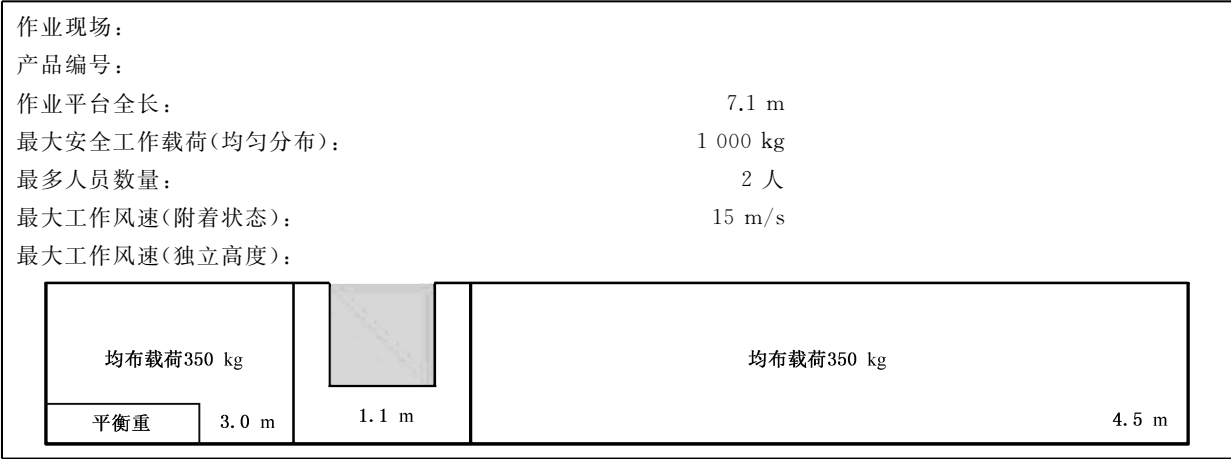 作业现场：
产品编号：
作业平台全长： 7.1 m
最大安全工作载荷(均匀分布)： 1 000 kg
最多人员数量： 2 人
最大工作风速(附着状态)： 15 m/s
最大工作风速(独立高度)：
均布载荷350 kg 均布载荷350 kg
平衡重 3.0 m 1.1 m 4.5 m